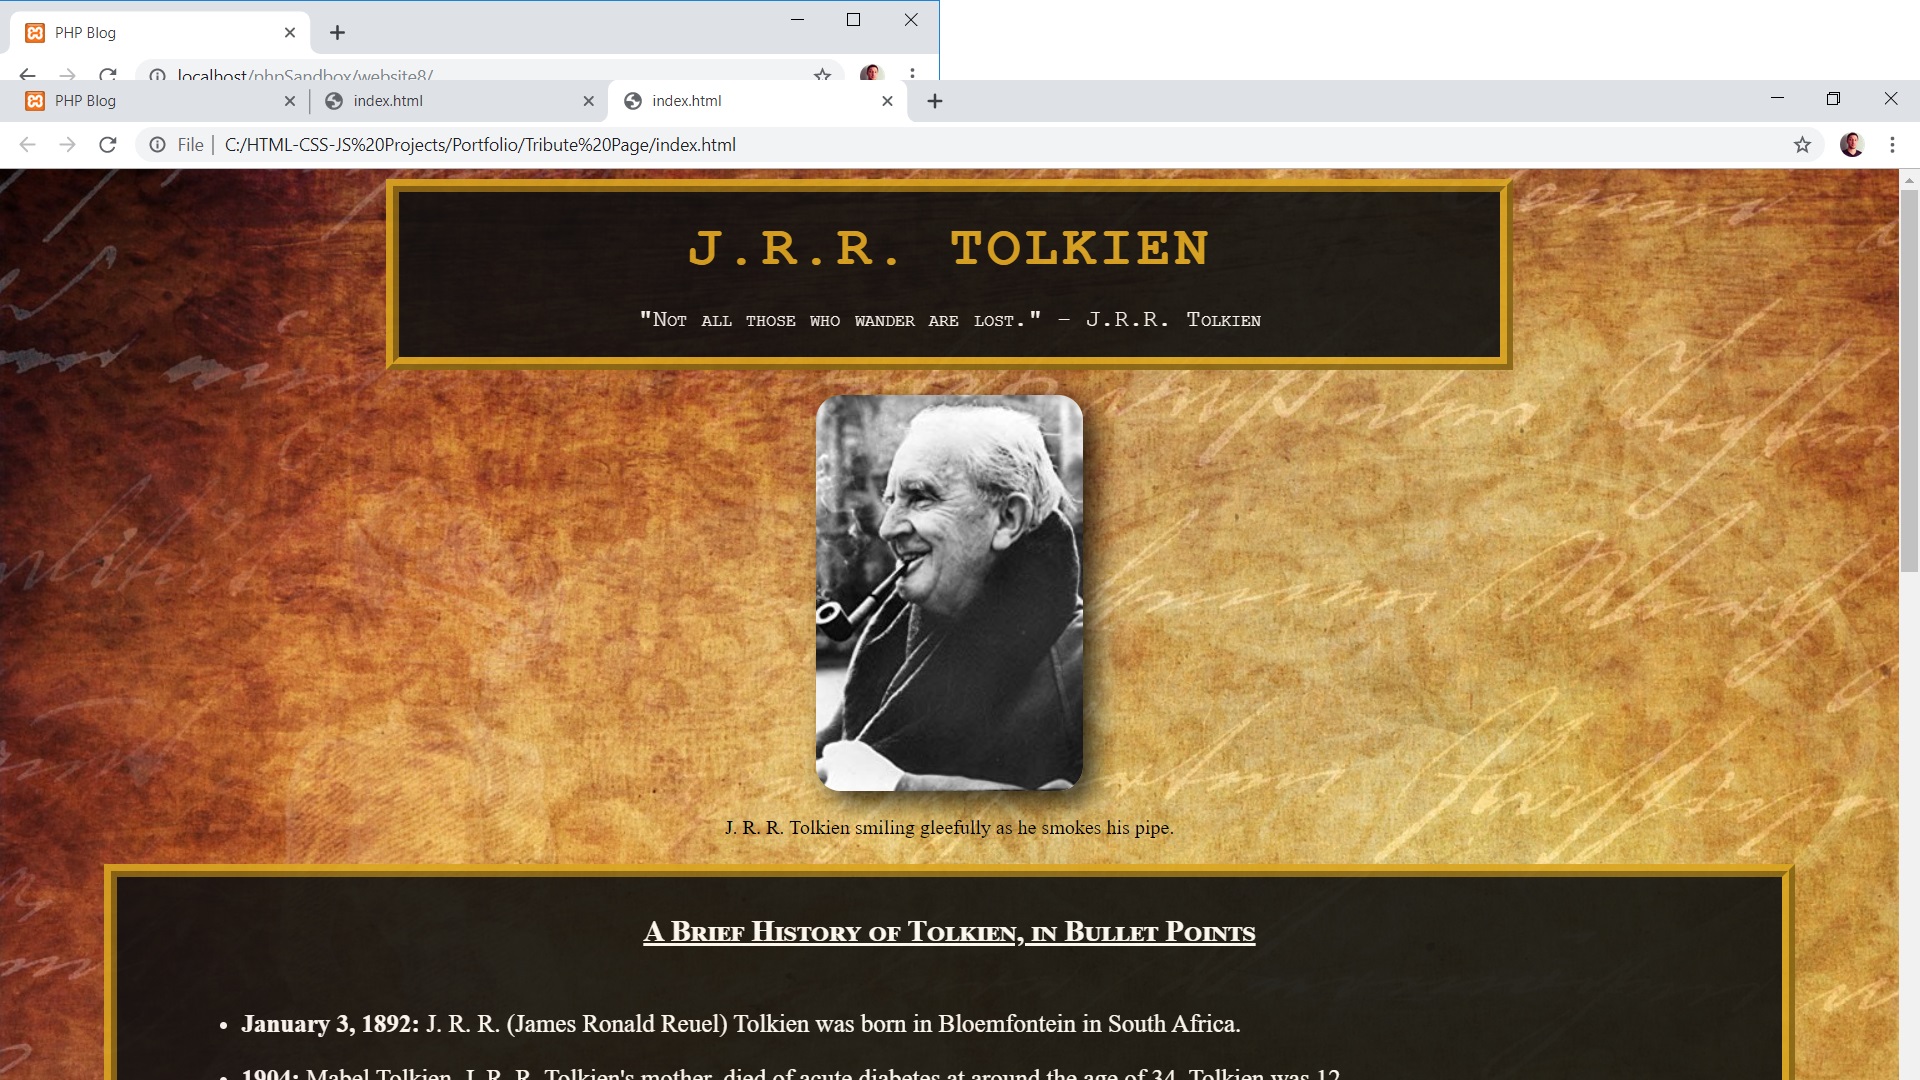 PHP Blog
localhost/phpSandbox/website8/
PHP Blog
index.html
index.html
File | C:/HTML-CSS-JS%20Projects/Portfolio/Tribute%20Page/index.html
J.R.R. TOLKIEN
"Not all those who wander are lost." - J.R.R. Tolkien
J. R. R. Tolkien smiling gleefully as he smokes his pipe.
A Brief History of Tolkien, in Bullet Points
• January 3, 1892: J. R. R. (James Ronald Reuel) Tolkien was born in Bloemfontein in South Africa.
• 1904: Mabel Tolkien, J. R. R. Tolkien's mother, died of acute diabetes at around the age of 34. Tolkien was 12.